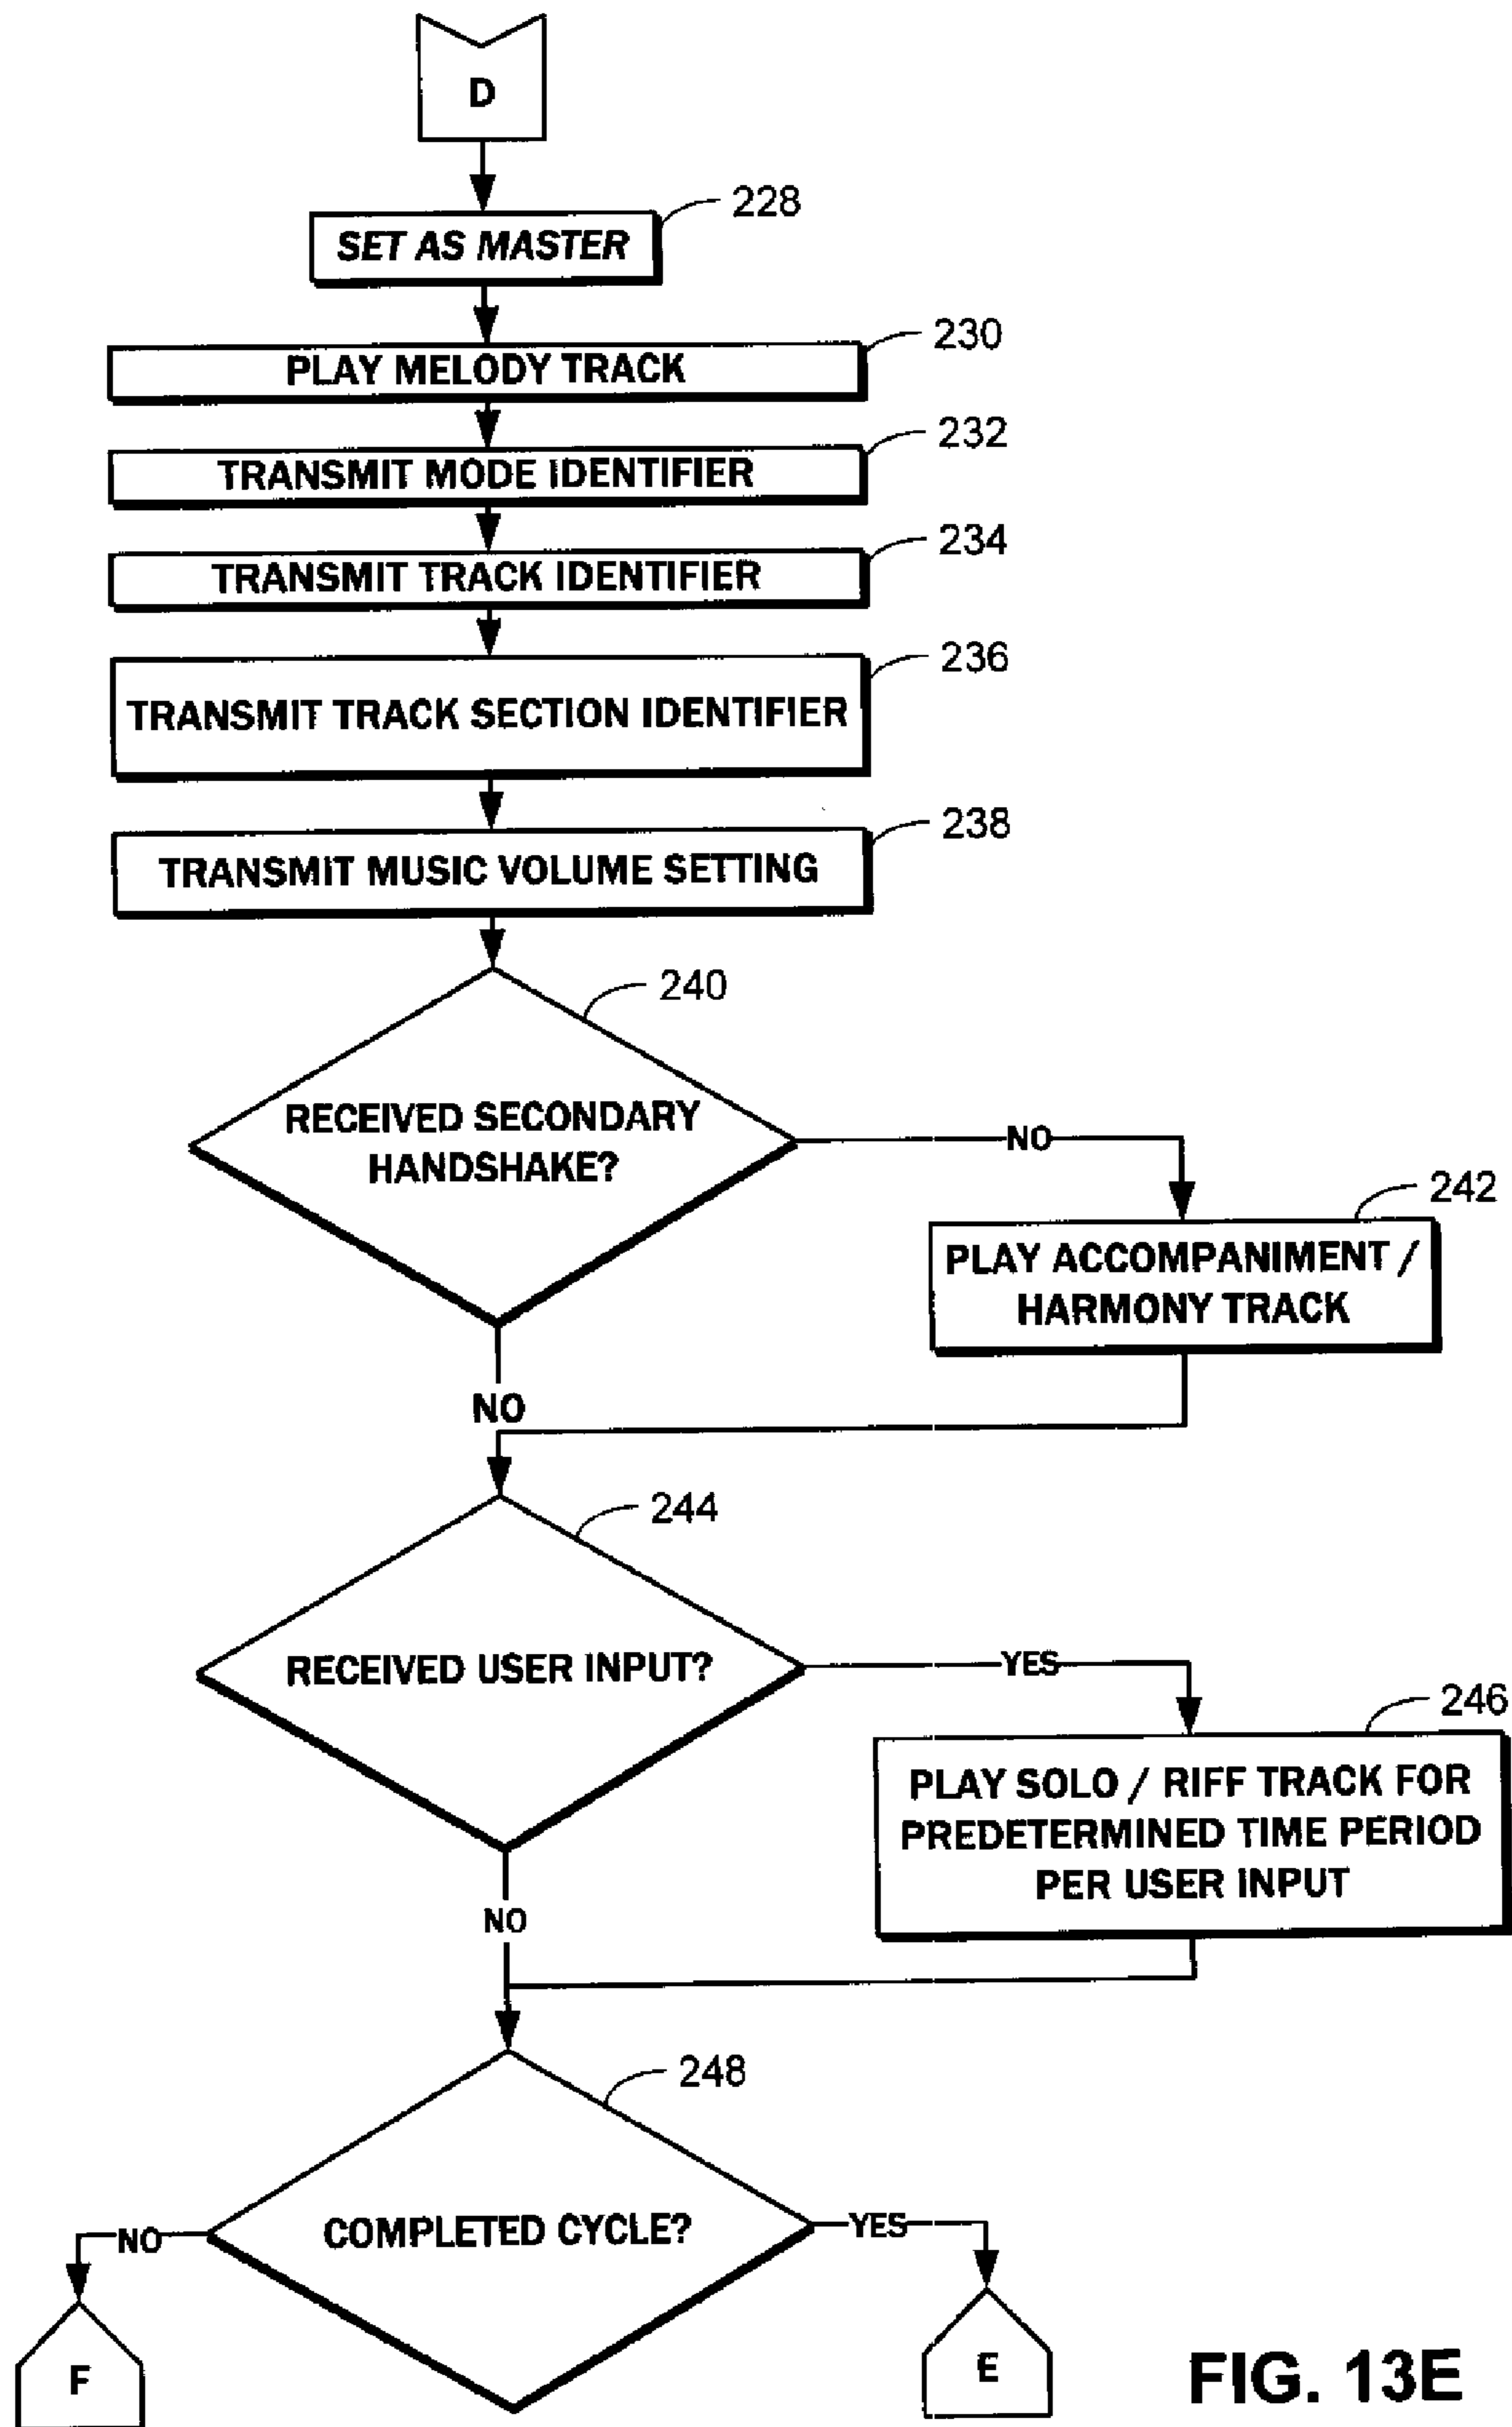 D
228
SET AS MASTER
230
PLAY MELODY TRACK
232
TRANSMIT MODE IDENTIFIER
234
TRANSMIT TRACK IDENTIFIER
236
TRANSMIT TRACK SECTION IDENTIFIER
238
TRANSMIT MUSIC VOLUME SETTING
240
RECEIVED SECONDARY
HANDSHAKE?
NO
242
PLAY ACCOMPANIMENT /
HARMONY TRACK
NO
244
RECEIVED USER INPUT?
YES
246
PLAY SOLO / RIFF TRACK FOR
PREDETERMINED TIME PERIOD
PER USER INPUT
NO
248
COMPLETED CYCLE?
NO
YES
F
E
FIG. 13E